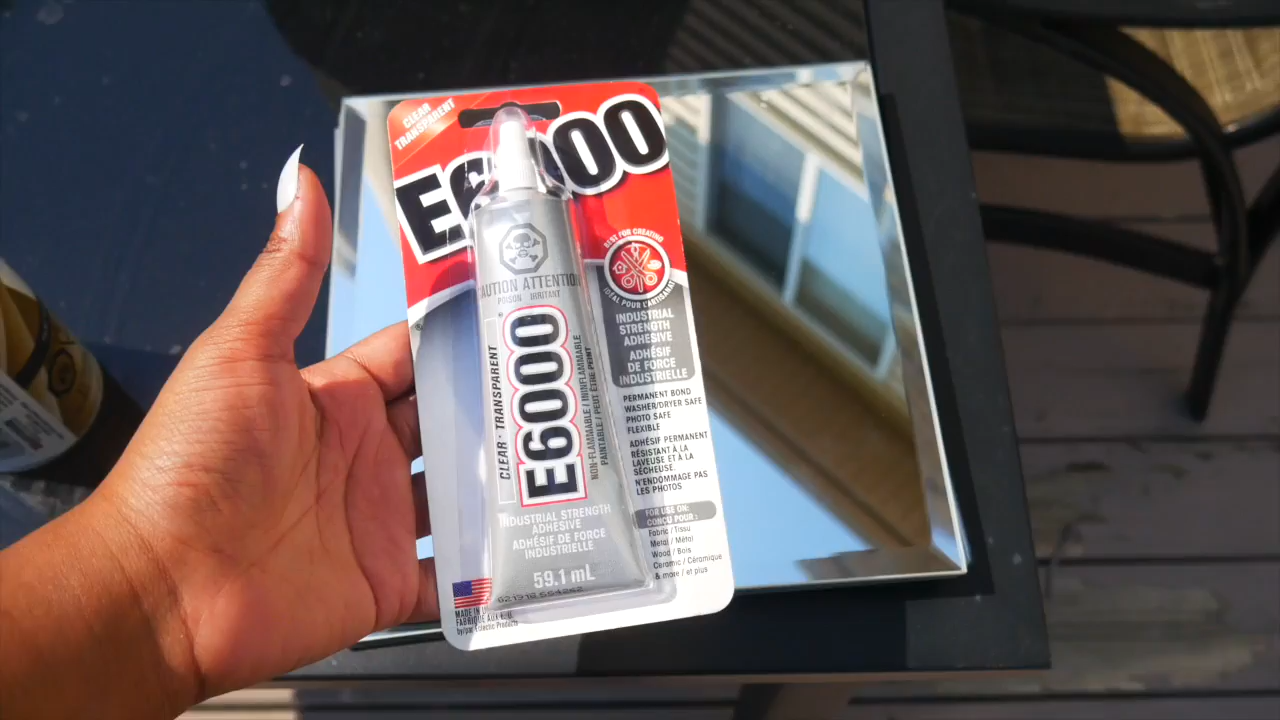 CLEAR
TRANSPARENT
E6000
CAUTION ATTENTION
POISON IRRITANT
E6000
CLEAR · TRANSPARENT
NON-FLAMMABLE / ININFLAMMABLE
PAINTABLE / PEUT ÊTRE PEINT
INDUSTRIAL STRENGTH
ADHESIVE
ADHÉSIF DE FORCE
INDUSTRIELLE
59.1 mL
BEST FOR CREATING
IDÉAL POUR L'ARTISANAT
INDUSTRIAL
STRENGTH
ADHESIVE
ADHÉSIF
DE FORCE
INDUSTRIELLE
PERMANENT BOND
WASHER/DRYER SAFE
PHOTO SAFE
FLEXIBLE
ADHÉSIF PERMANENT
RÉSISTANT À LA
LAVEUSE ET À LA
SÉCHEUSE.
N'ENDOMMAGE PAS
LES PHOTOS
FOR USE ON:
CONÇU POUR :
Fabric / Tissu
Metal / Métal
Wood / Bois
Ceramic / Céramique
& more / et plus
MADE IN
FABRIQUÉ AUX É.U.
by/par Eclectic Products